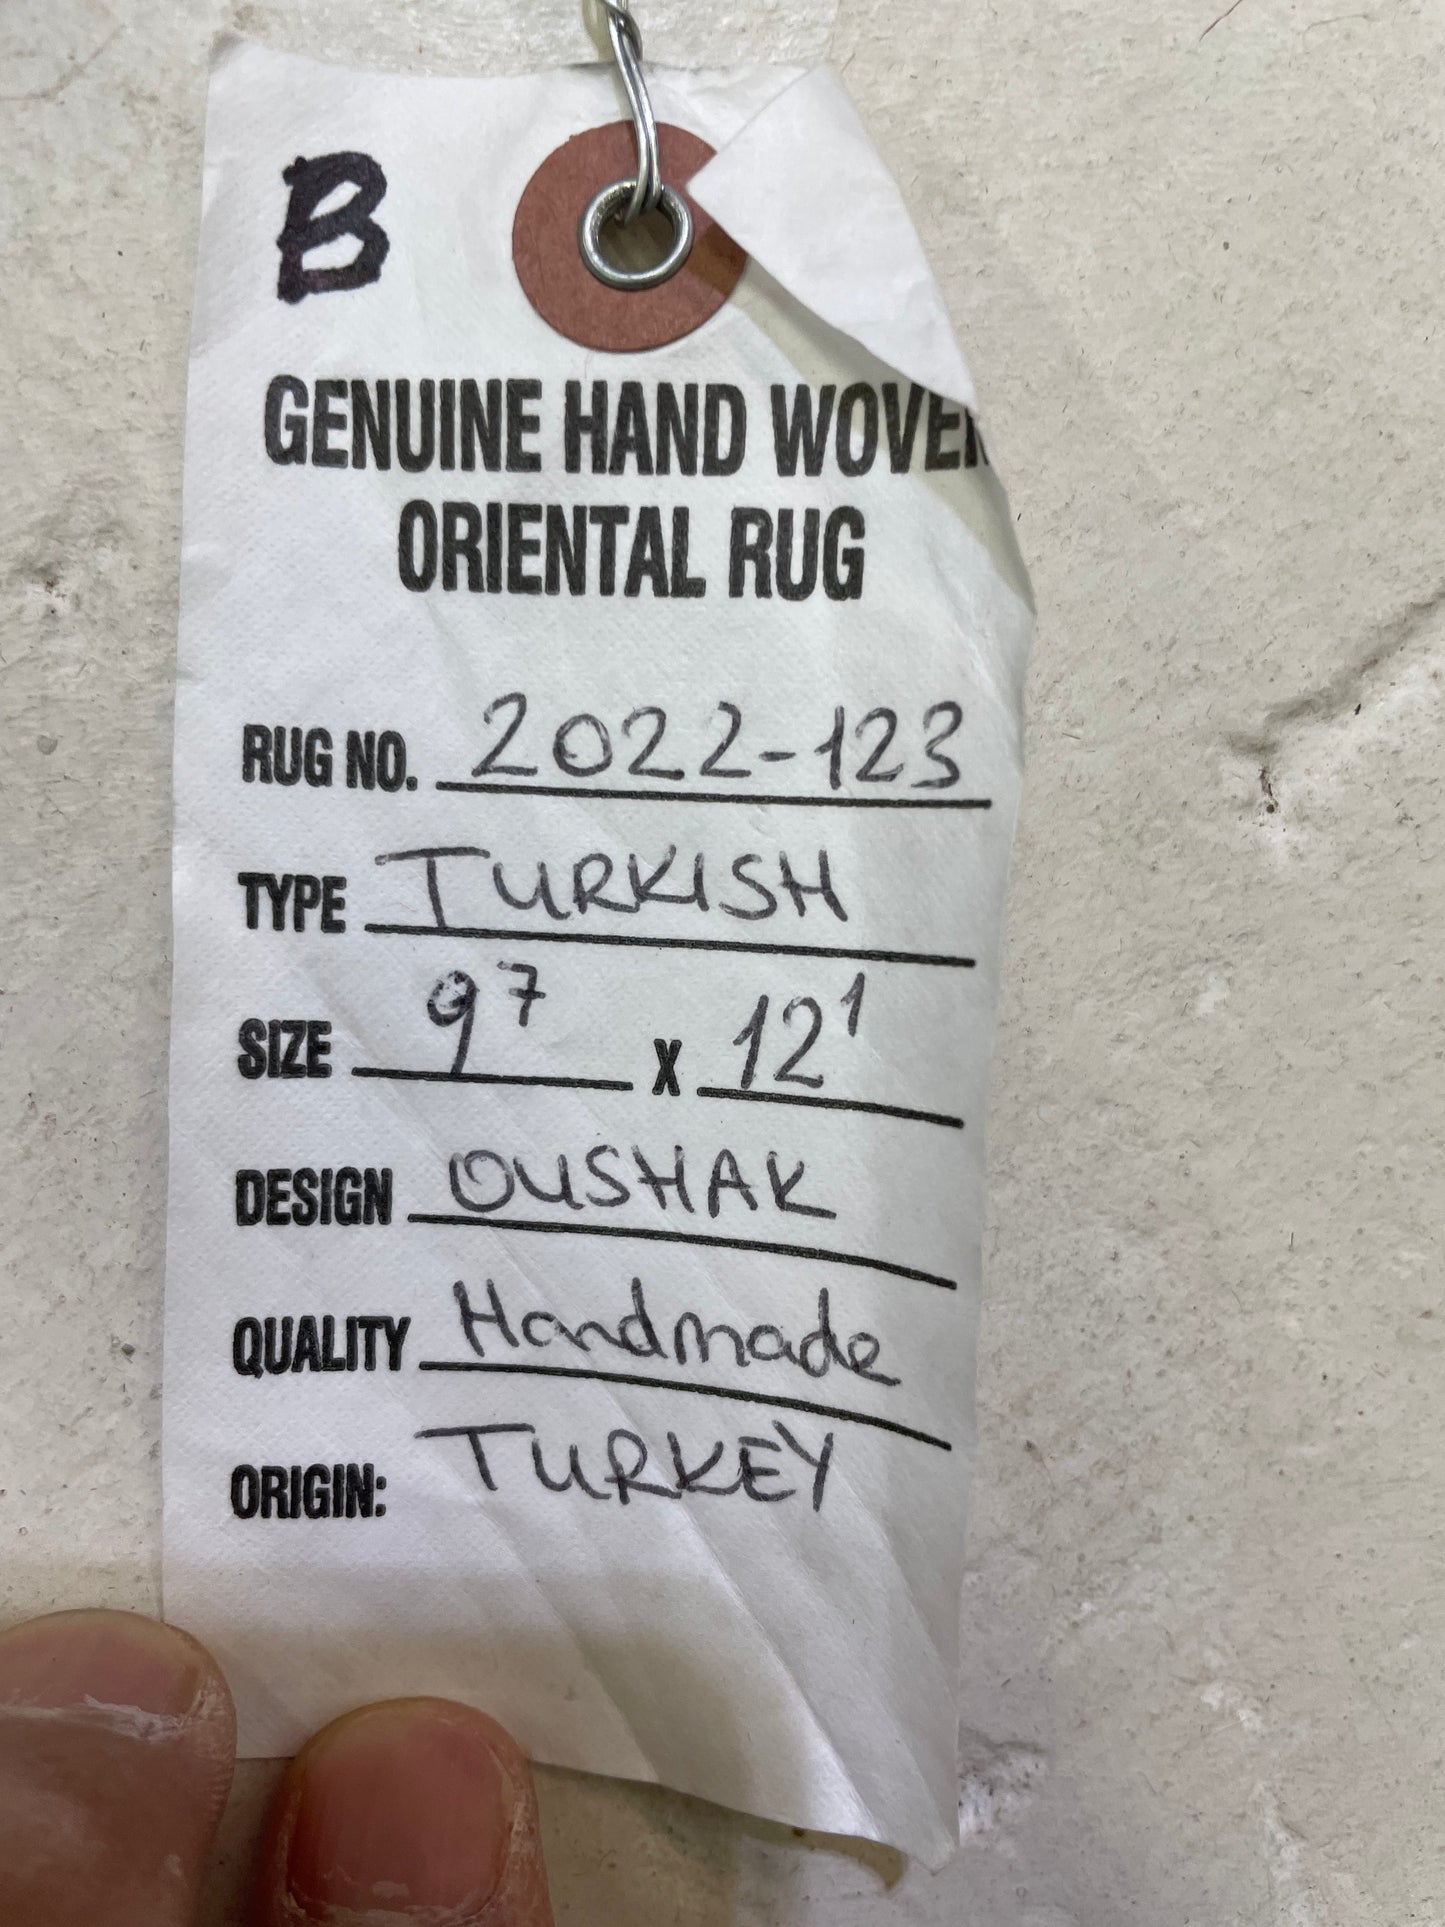 B
GENUINE HAND WOVEN
ORIENTAL RUG
RUG NO. 2022-123
TYPE TURKISH
SIZE 9⁷ X 12¹
DESIGN OUSHAK
QUALITY Handmade
ORIGIN: TURKEY